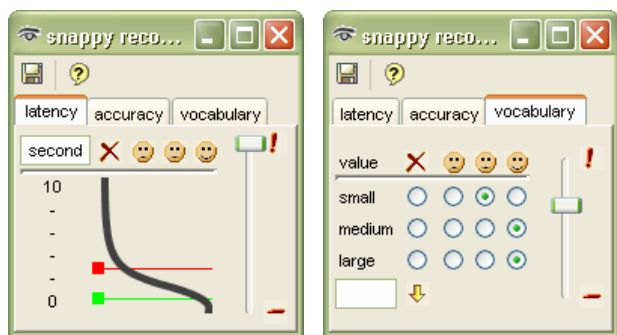 snappy reco...
latency accuracy vocabulary
second
10
-
-
-
-
0
snappy reco...
latency accuracy vocabulary
value
small
medium
large